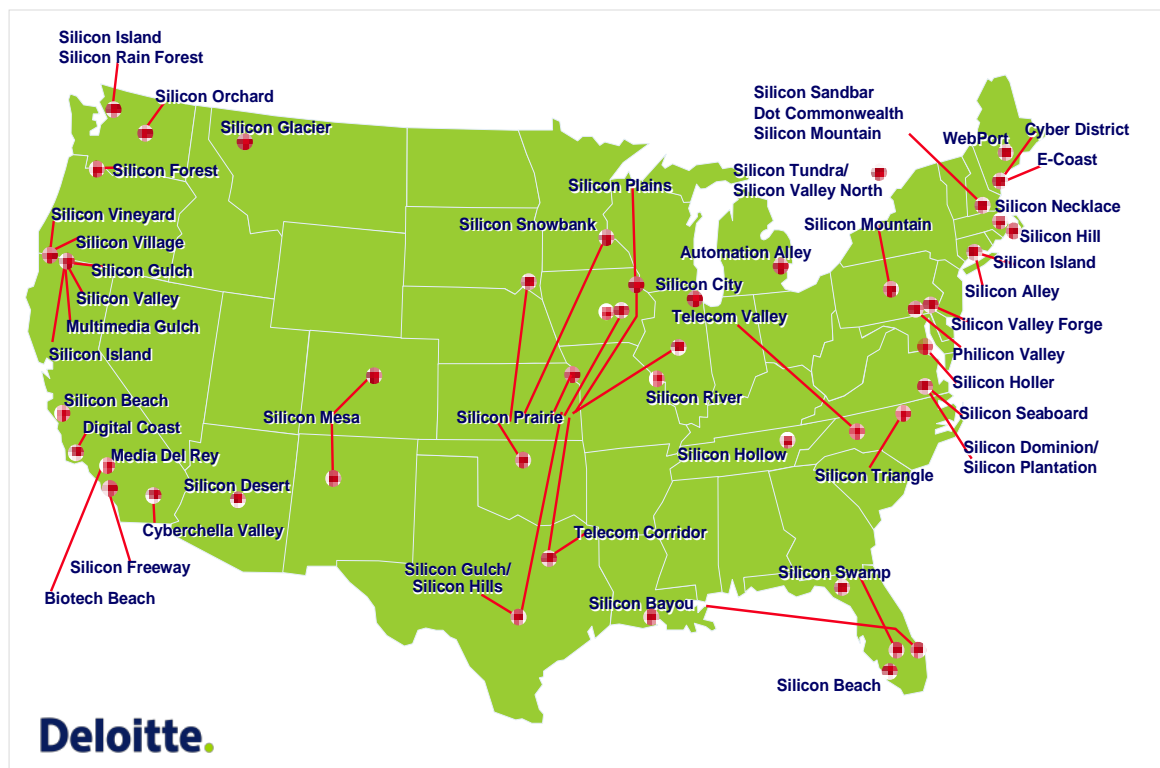 Silicon Island
Silicon Rain Forest
Silicon Orchard
Silicon Glacier
Silicon Forest
Silicon Sandbar
Dot Commonwealth
Silicon Mountain
WebPort
Cyber District
E-Coast
Silicon Tundra/
Silicon Valley North
Silicon Plains
Silicon Snowbank
Silicon Necklace
Silicon Hill
Silicon Mountain
Silicon Island
Silicon Alley
Automation Alley
Silicon City
Telecom Valley
Silicon Vineyard
Silicon Village
Silicon Gulch
Silicon Valley
Multimedia Gulch
Silicon Island
Silicon Valley Forge
Philicon Valley
Silicon Holler
Silicon Seaboard
Silicon Dominion/
Silicon Plantation
Silicon Beach
Digital Coast
Media Del Rey
Silicon Mesa
Silicon Prairie
Silicon River
Silicon Hollow
Silicon Triangle
Silicon Desert
Cyberchella Valley
Silicon Freeway
Biotech Beach
Telecom Corridor
Silicon Gulch/
Silicon Hills
Silicon Bayou
Silicon Swamp
Silicon Beach
Deloitte.